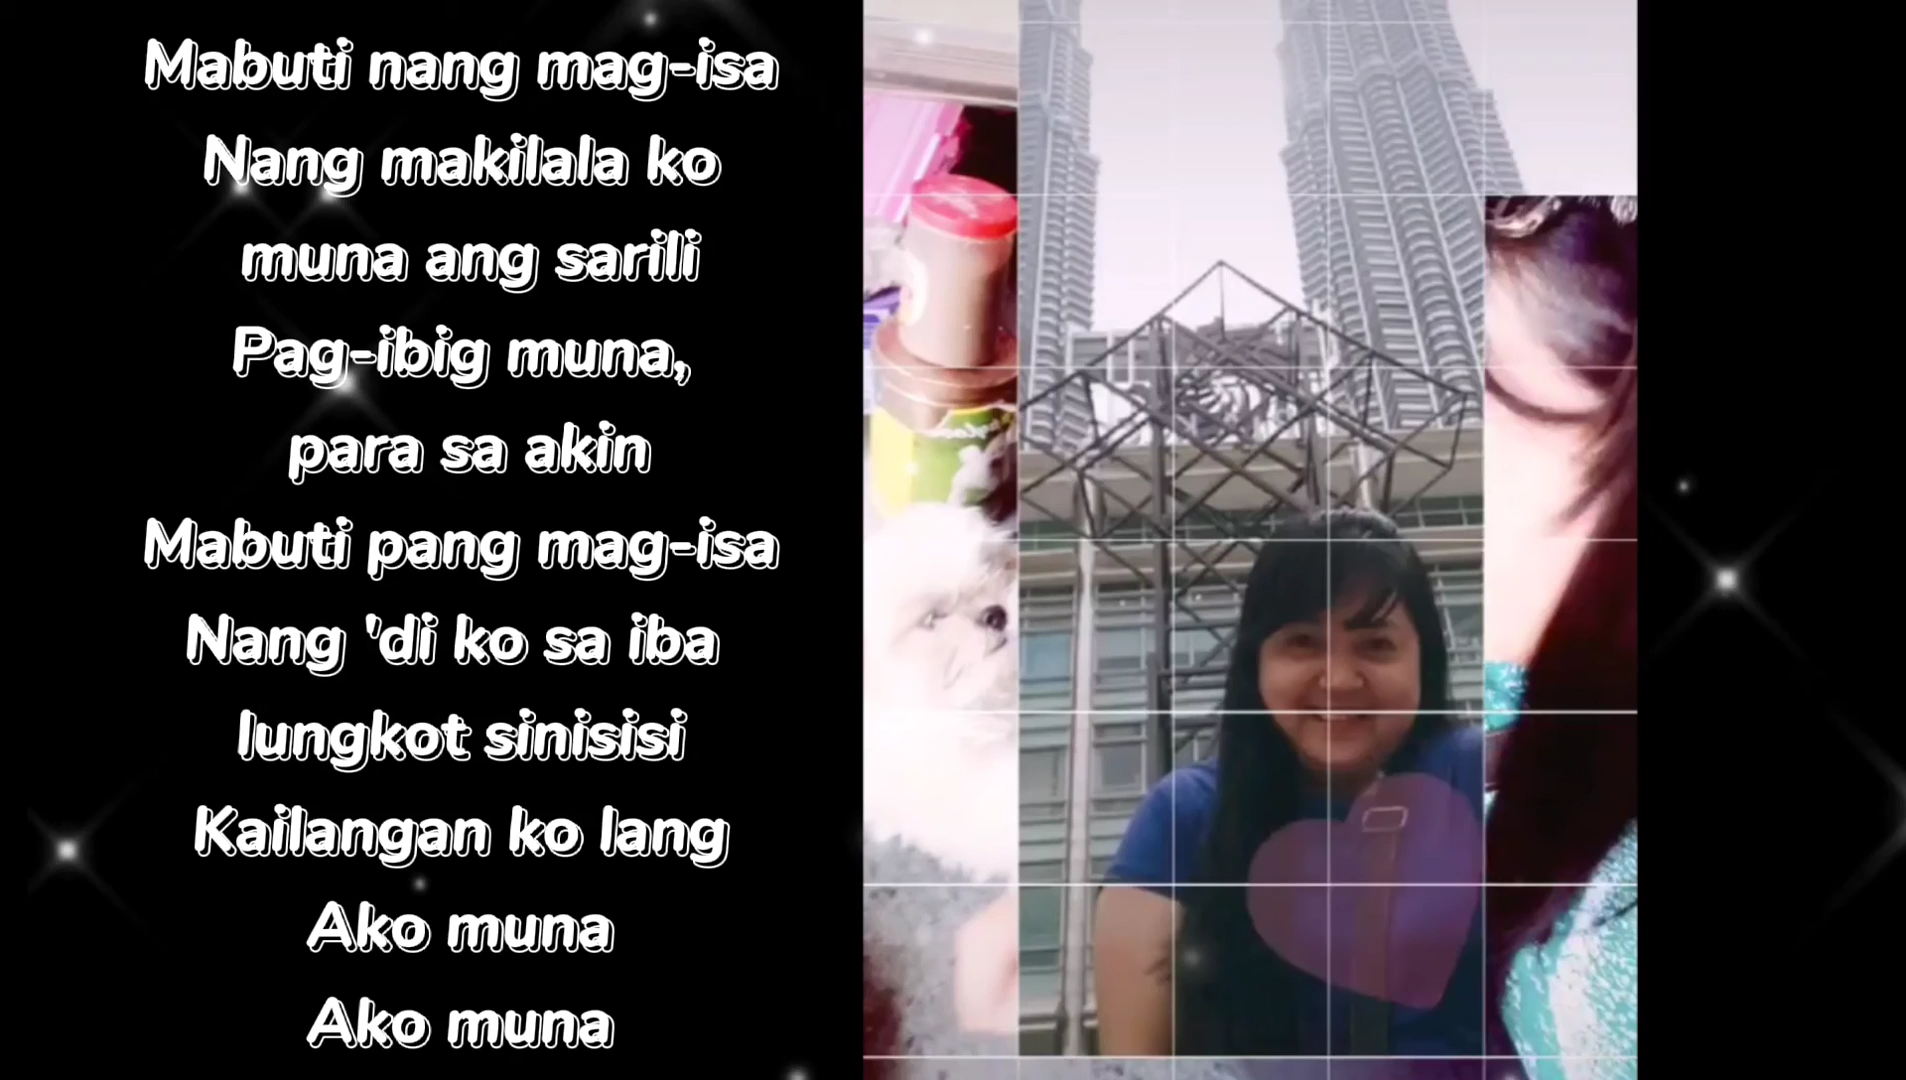 Mabuti nang mag-isa
Nang makilala ko
muna ang sarili
Pag-ibig muna,
para sa akin
Mabuti pang mag-isa
Nang 'di ko sa iba
lungkot sinisisi
Kailangan ko lang
Ako muna
Ako muna